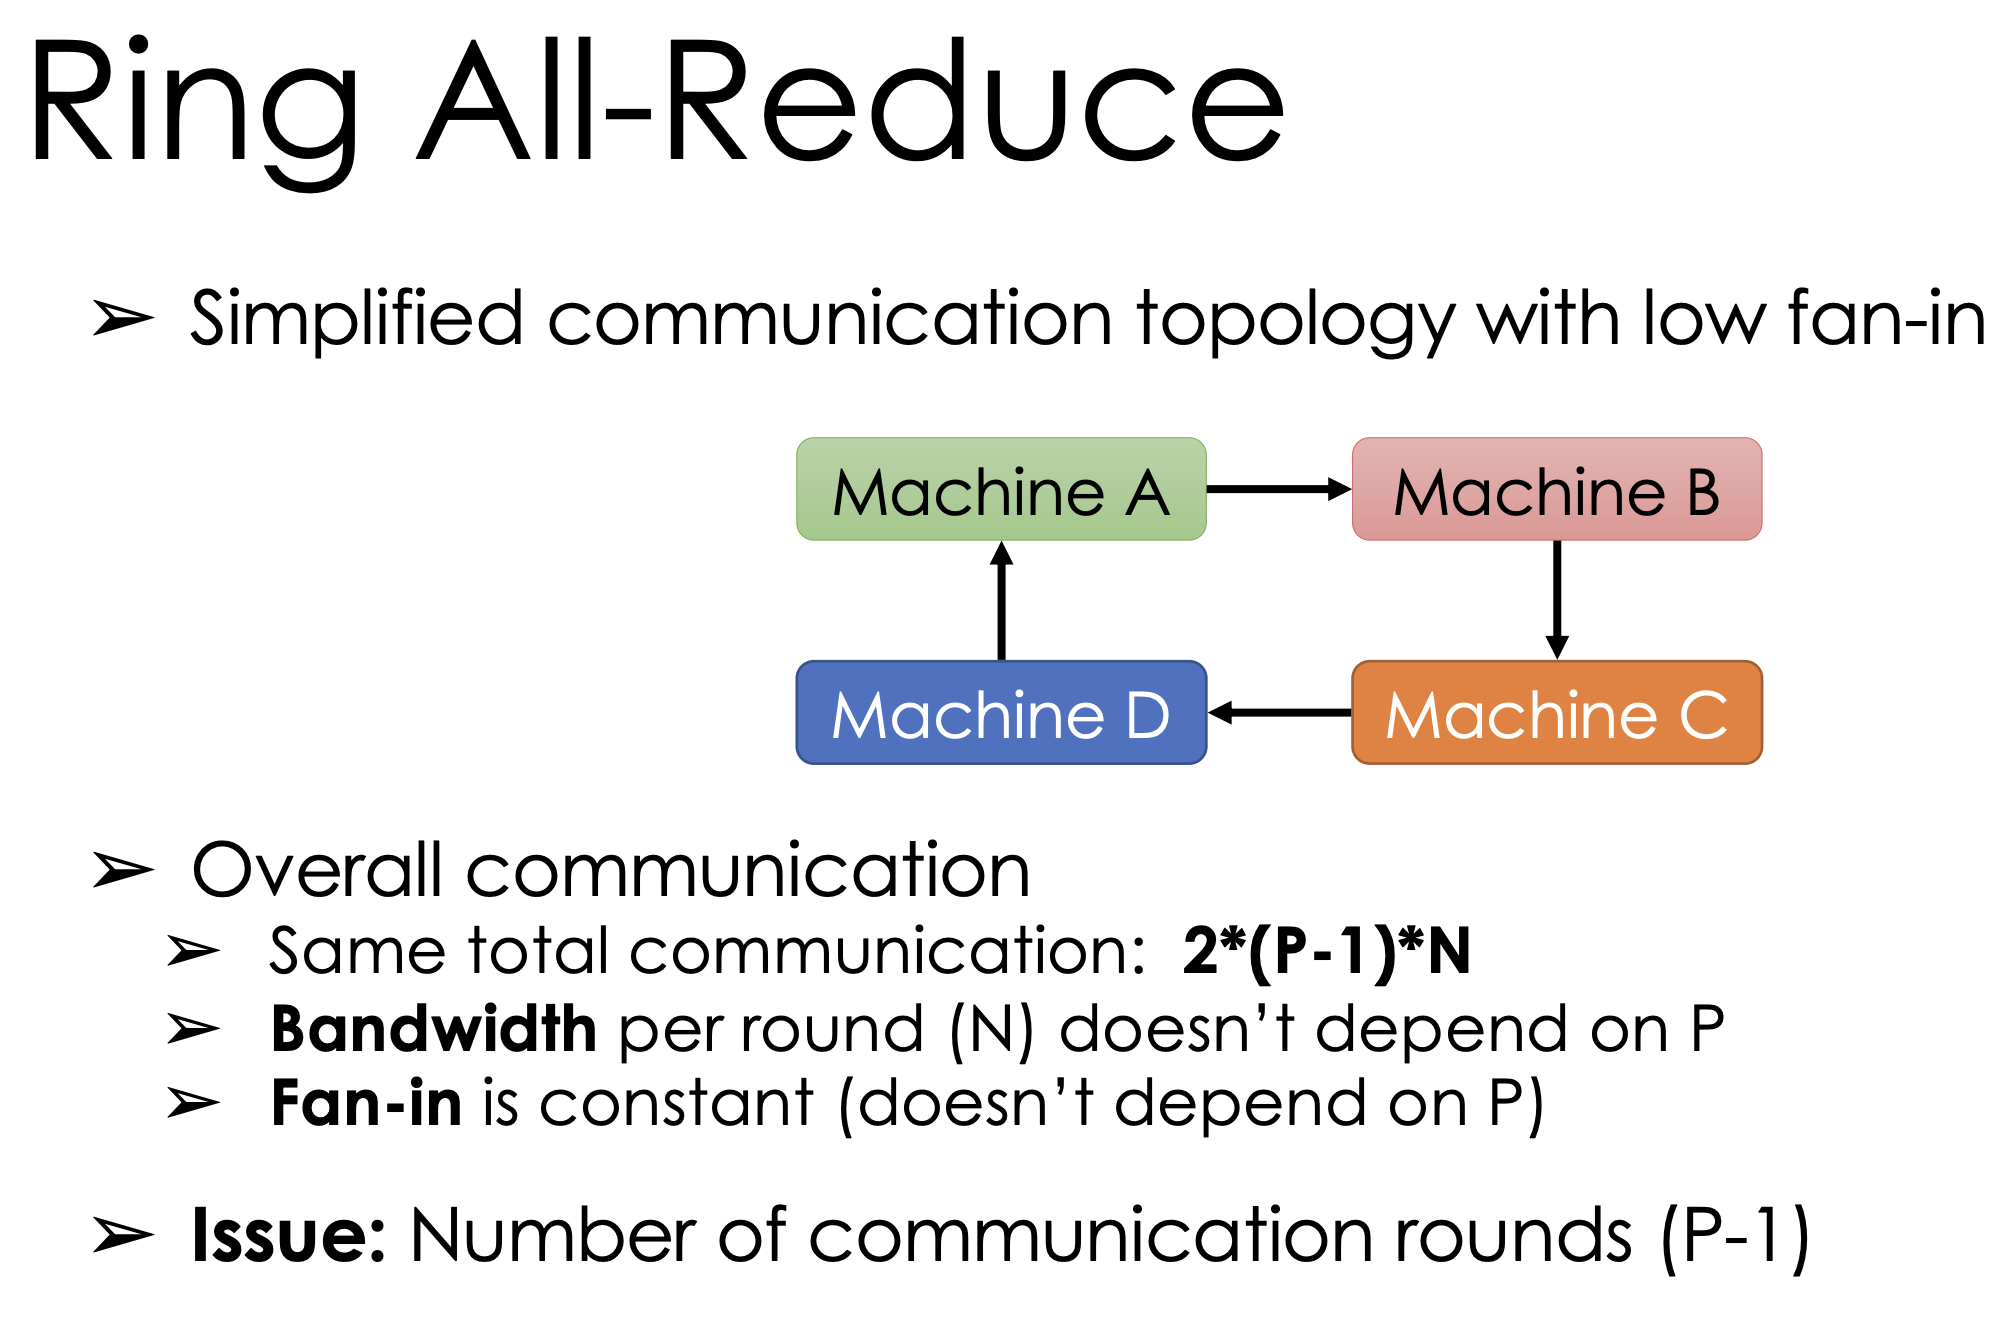 Ring All-Reduce
➢ Simplified communication topology with low fan-in
Machine A
Machine B
Machine D
Machine C
➢ Overall communication
➢ Same total communication: 2*(P-1)*N
➢ Bandwidth per round (N) doesn’t depend on P
➢ Fan-in is constant (doesn’t depend on P)
➢ Issue: Number of communication rounds (P-1)